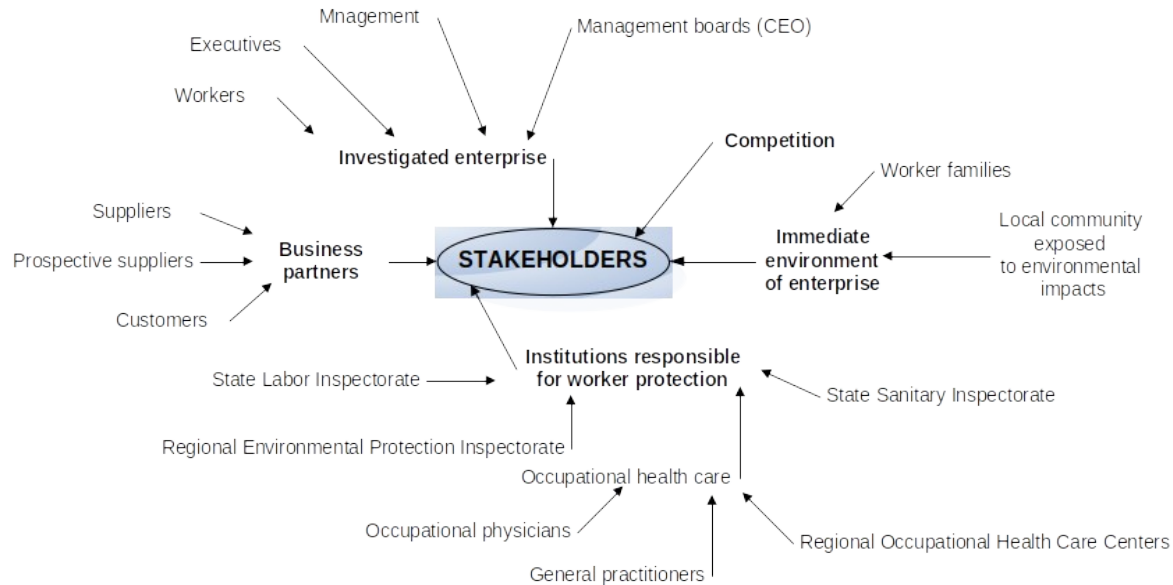 Mnagement
Management boards (CEO)
Executives
Workers
Competition
Investigated enterprise
Worker families
Suppliers
Local community
exposed
to environmental
impacts
Business
partners
STAKEHOLDERS
Immediate
environment
of enterprise
Prospective suppliers
Customers
Institutions responsible
for worker protection
State Labor Inspectorate
State Sanitary Inspectorate
Regional Environmental Protection Inspectorate
Occupational health care
Occupational physicians
Regional Occupational Health Care Centers
General practitioners